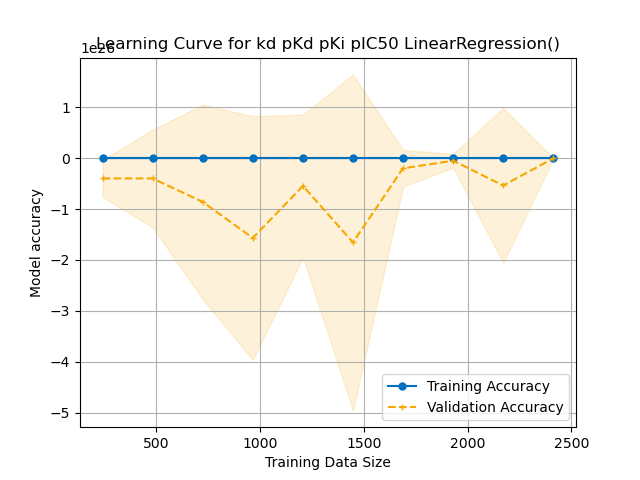 Learning Curve for kd pKd pKi pIC50 LinearRegression()
1e26
1
0
−1
−2
−3
−4
−5
Model accuracy
500
1000
1500
2000
2500
Training Data Size
Training Accuracy
Validation Accuracy